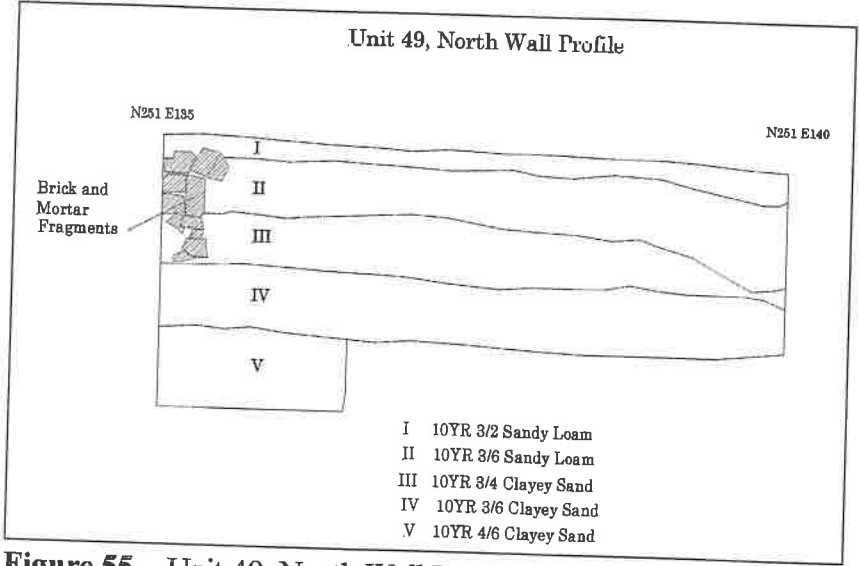 Unit 49, North Wall Profile
N251 E135
N251 E140
Brick and
Mortar
Fragments
I
II
III
IV
V
I 10YR 3/2 Sandy Loam
II 10YR 3/6 Sandy Loam
III 10YR 3/4 Clayey Sand
IV 10YR 3/6 Clayey Sand
V 10YR 4/6 Clayey Sand
Figure 55. Unit 49, North Wall